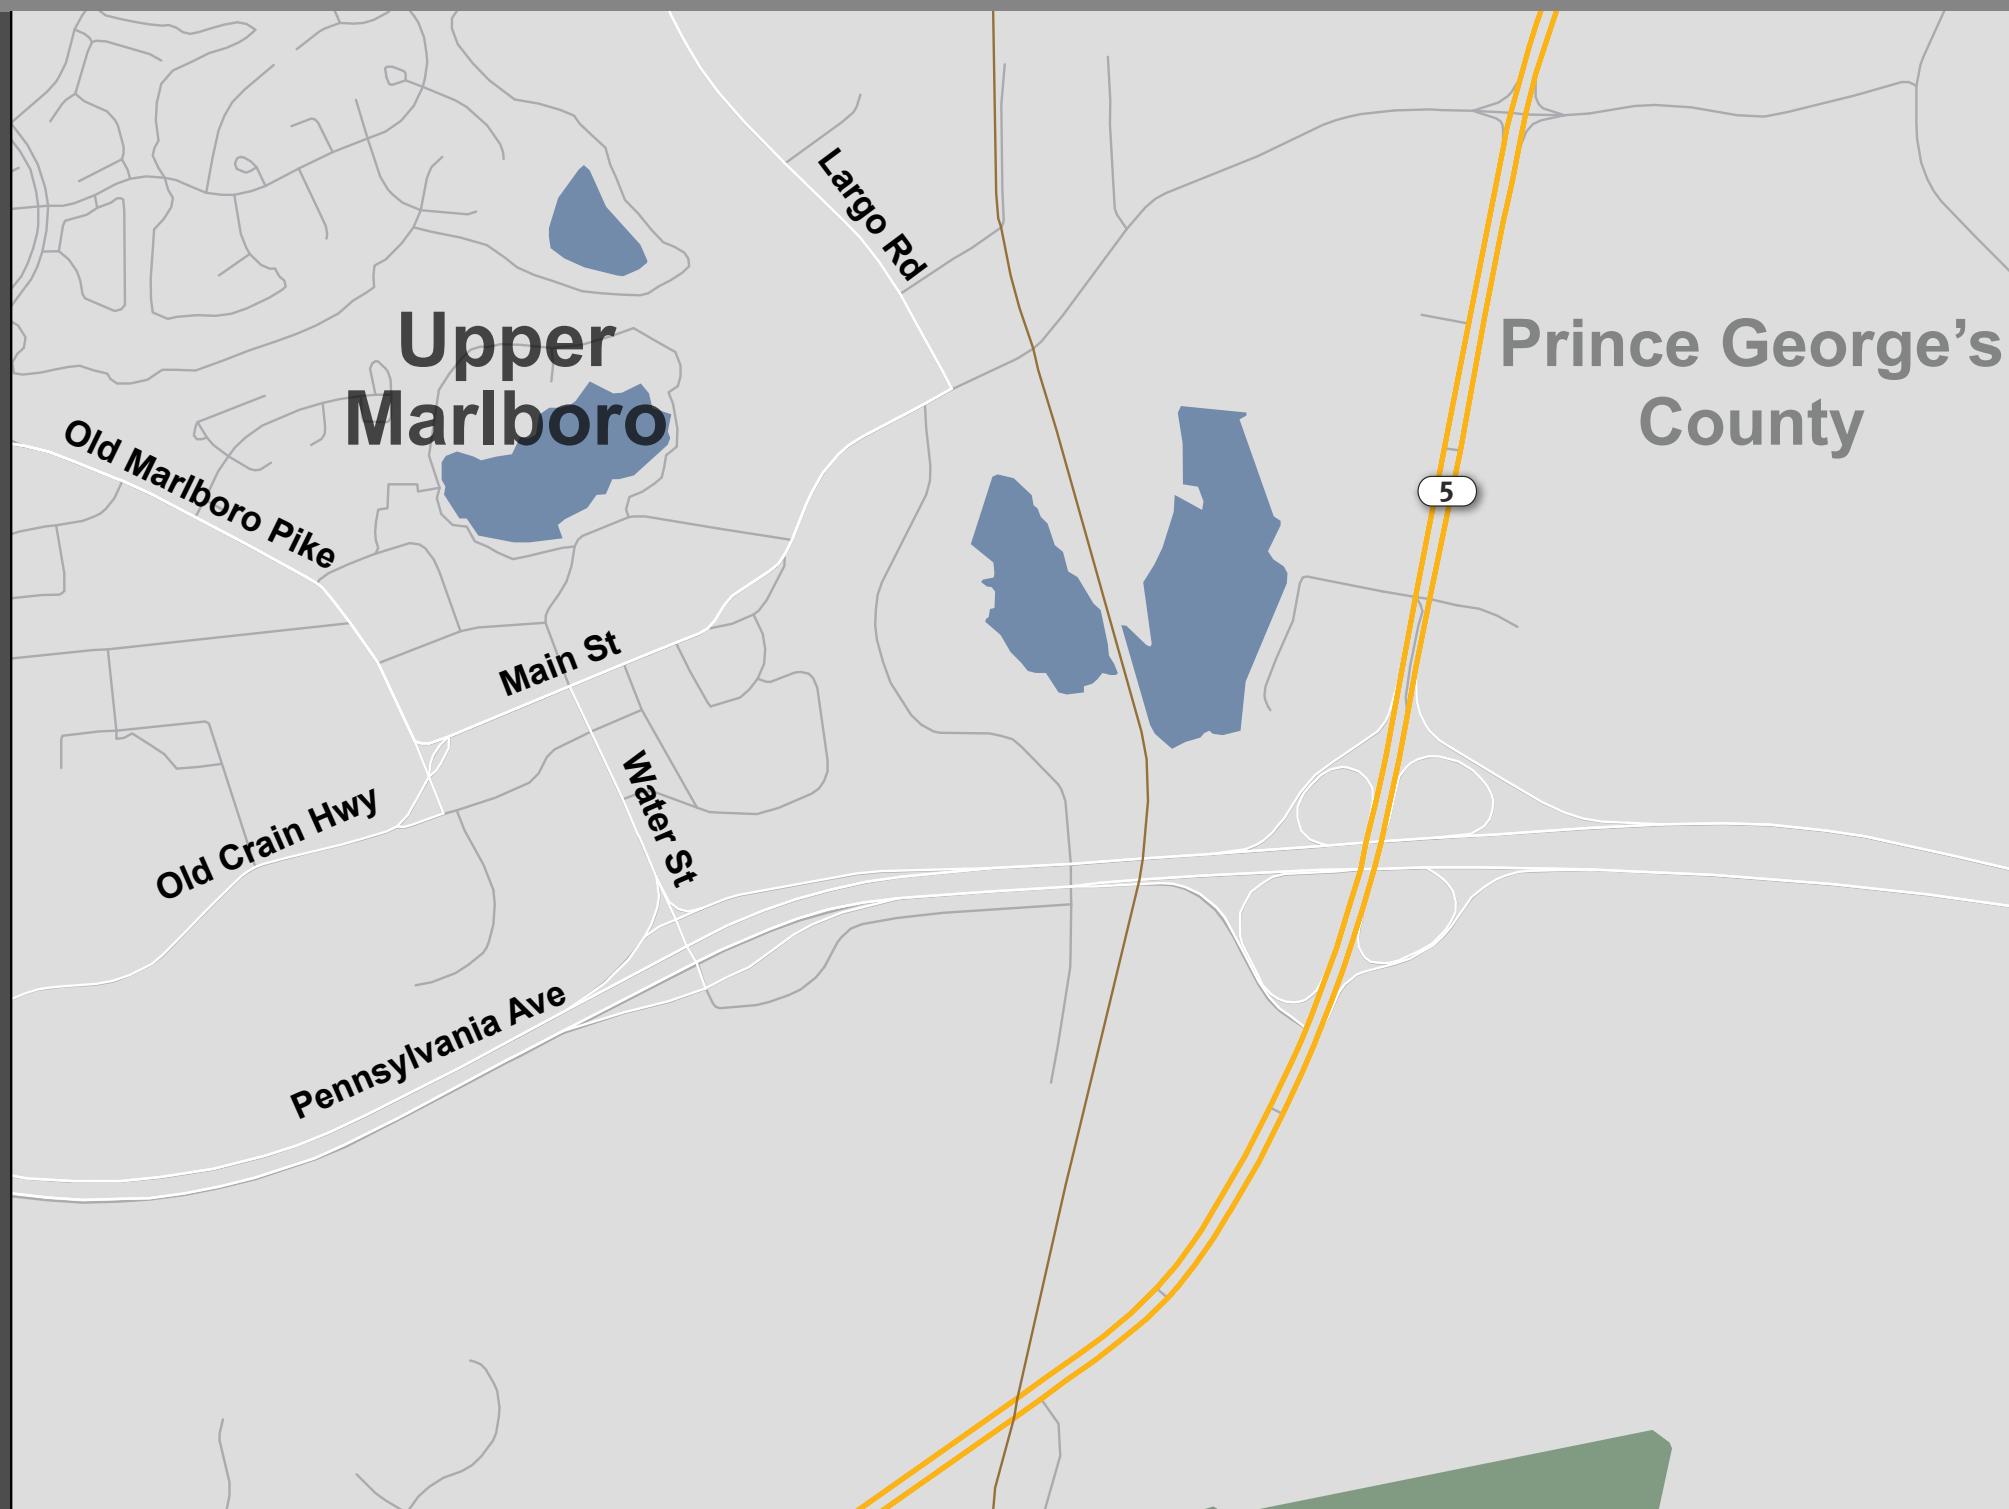 Largo Rd
Upper
Marlboro
Prince George’s
County
Old Marlboro Pike
5
Main St
Water St
Old Crain Hwy
Pennsylvania Ave